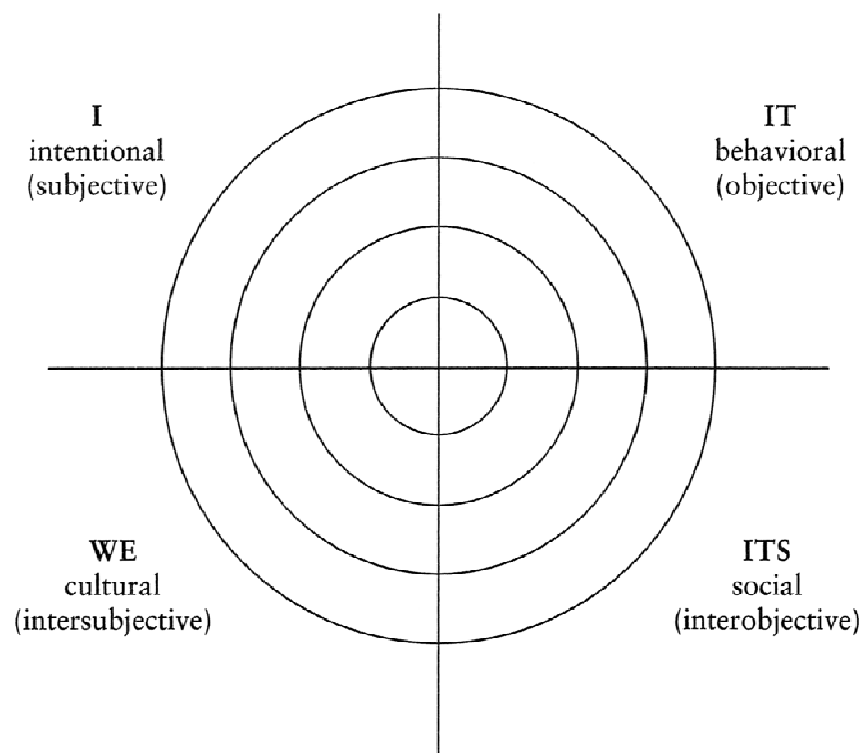 I
intentional
(subjective)
IT
behavioral
(objective)
WE
cultural
(intersubjective)
ITS
social
(interobjective)